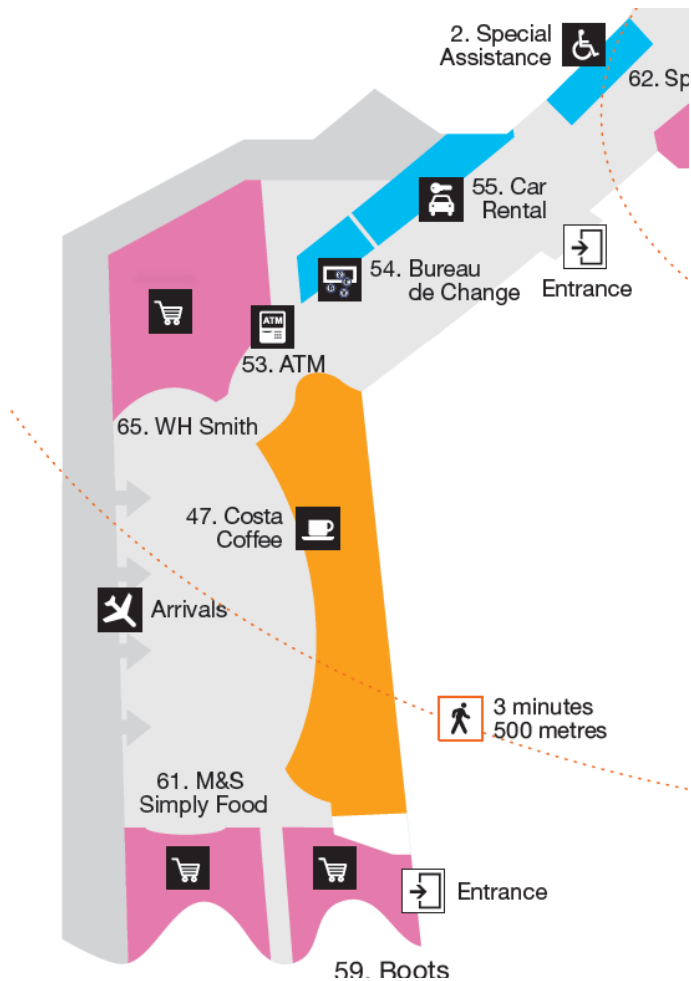 2. Special
Assistance
62. Sp
55. Car
Rental
54. Bureau
de Change
Entrance
ATM
53. ATM
65. WH Smith
47. Costa
Coffee
Arrivals
3 minutes
500 metres
61. M&S
Simply Food
Entrance
59. Boots